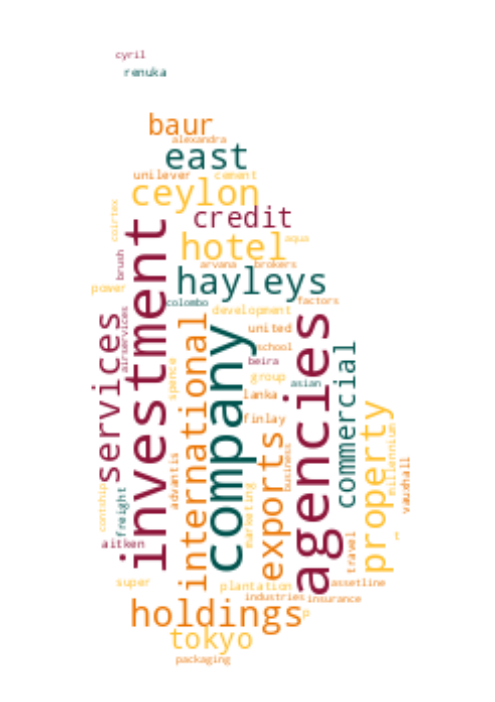 cyril
renuka
baur
alexandra
east
unilever
cement
ceylon
coirtex
credit
hotel
aqua
brush
arvana
brokers
power
hayleys
colombo
factors
development
investment
company
agencies
international
services
airservices
united
school
beira
group
asian
spence
lanka
finlay
commercial
property
millennium
vauxhall
exports
business
advantis
marketing
contship
freight
aitken
travel
super
plantation
assetline
industries
insurance
holdings
p
tokyo
packaging